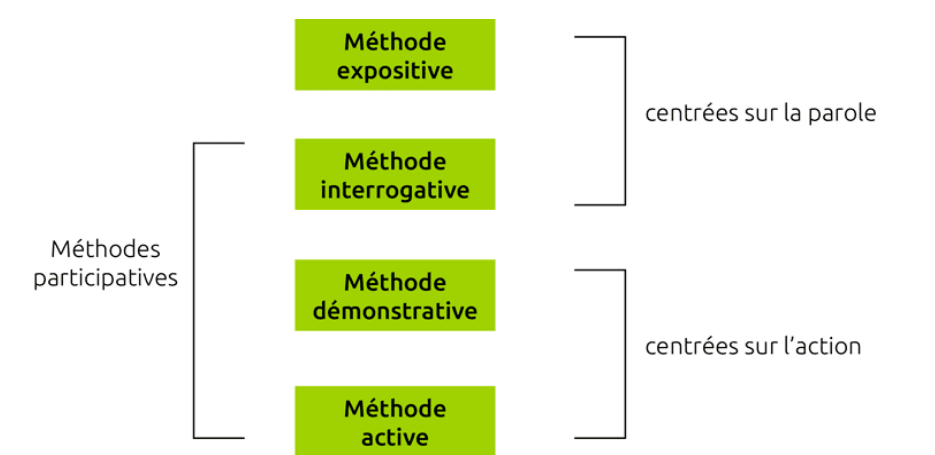 Méthode
expositive
centrées sur la parole
Méthode
interrogative
Méthodes
participatives
Méthode
démonstrative
centrées sur l’action
Méthode
active